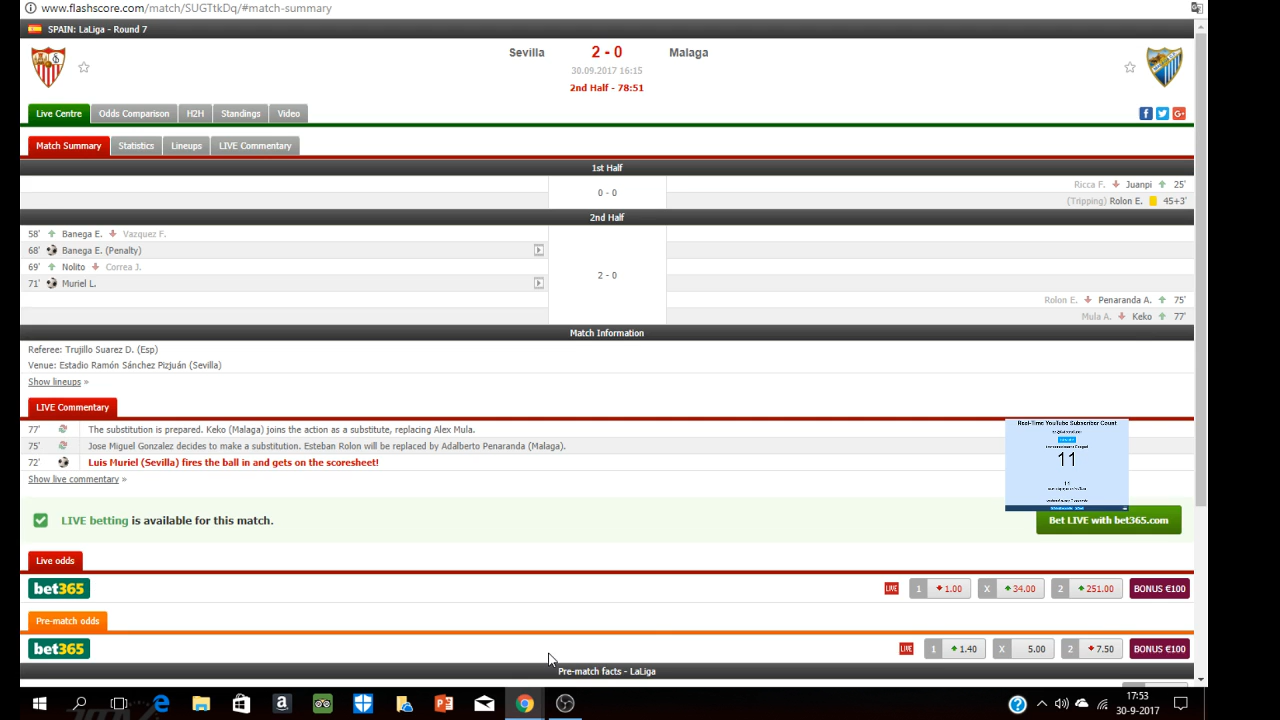 www.flashscore.com/match/SUGTtkDq/#match-summary
SPAIN: LaLiga - Round 7
Sevilla 2 - 0 Malaga
30.09.2017 16:15
2nd Half - 78:51
Live Centre Odds Comparison H2H Standings Video
Match Summary Statistics Lineups LIVE Commentary
1st Half
0 - 0
Ricca F. Juanpi 25'
(Tripping) Rolon E. 45+3'
2nd Half
58' Banega E. Vazquez F.
68' Banega E. (Penalty)
69' Nolito Correa J.
2 - 0
71' Muriel L.
Rolon E. Penaranda A. 75'
Mula A. Keko 77'
Match Information
Referee: Trujillo Suarez D. (Esp)
Venue: Estadio Ramón Sánchez Pizjuán (Sevilla)
Show lineups »
LIVE Commentary
77' The substitution is prepared. Keko (Malaga) joins the action as a substitute, replacing Alex Mula.
75' Jose Miguel Gonzalez decides to make a substitution. Esteban Rolon will be replaced by Adalberto Penaranda (Malaga).
72' Luis Muriel (Sevilla) fires the ball in and gets on the scoresheet!
Show live commentary »
Real-Time YouTube Subscriber Count
11
LIVE betting is available for this match.
Bet LIVE with bet365.com
Live odds
bet365 LIVE 1 1.00 X 34.00 2 251.00 BONUS €100
Pre-match odds
bet365 LIVE 1 1.40 X 5.00 2 7.50 BONUS €100
Pre-match facts - LaLiga
17:53
30-9-2017